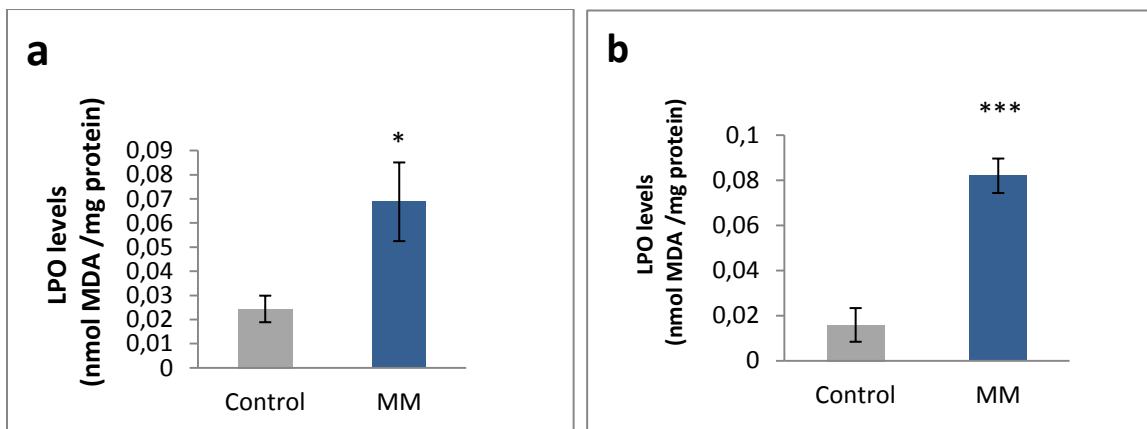 a
LPO levels
(nmol MDA /mg protein)
0,09
0,08
0,07
0,06
0,05
0,04
0,03
0,02
0,01
0
*
Control
MM
b
LPO levels
(nmol MDA /mg protein)
0,1
0,08
0,06
0,04
0,02
0
***
Control
MM